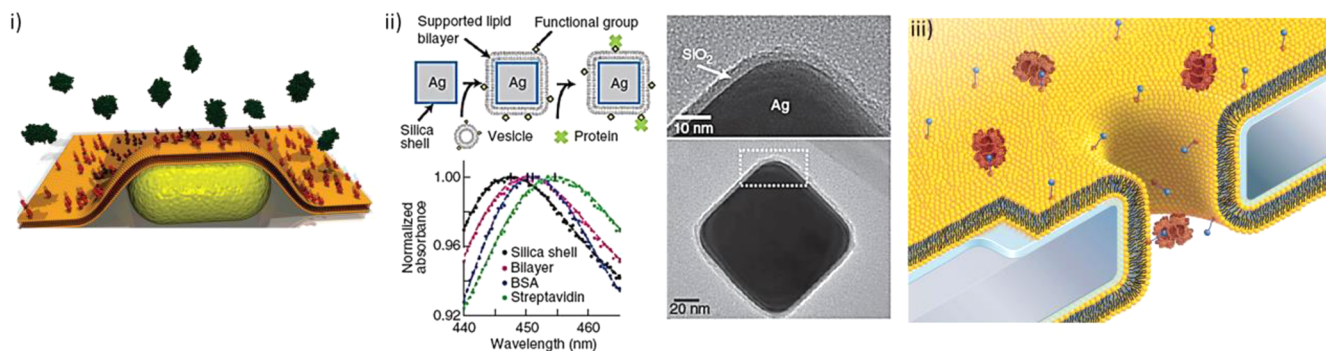 i)
ii)
Supported lipid
bilayer
Functional group
Ag
Ag
Ag
Silica
shell
Vesicle
Protein
Normalized
absorbance
1.00
0.96
0.92
Silica shell
Bilayer
BSA
Streptavidin
440
450
460
Wavelength (nm)
SiO2
Ag
10 nm
20 nm
iii)